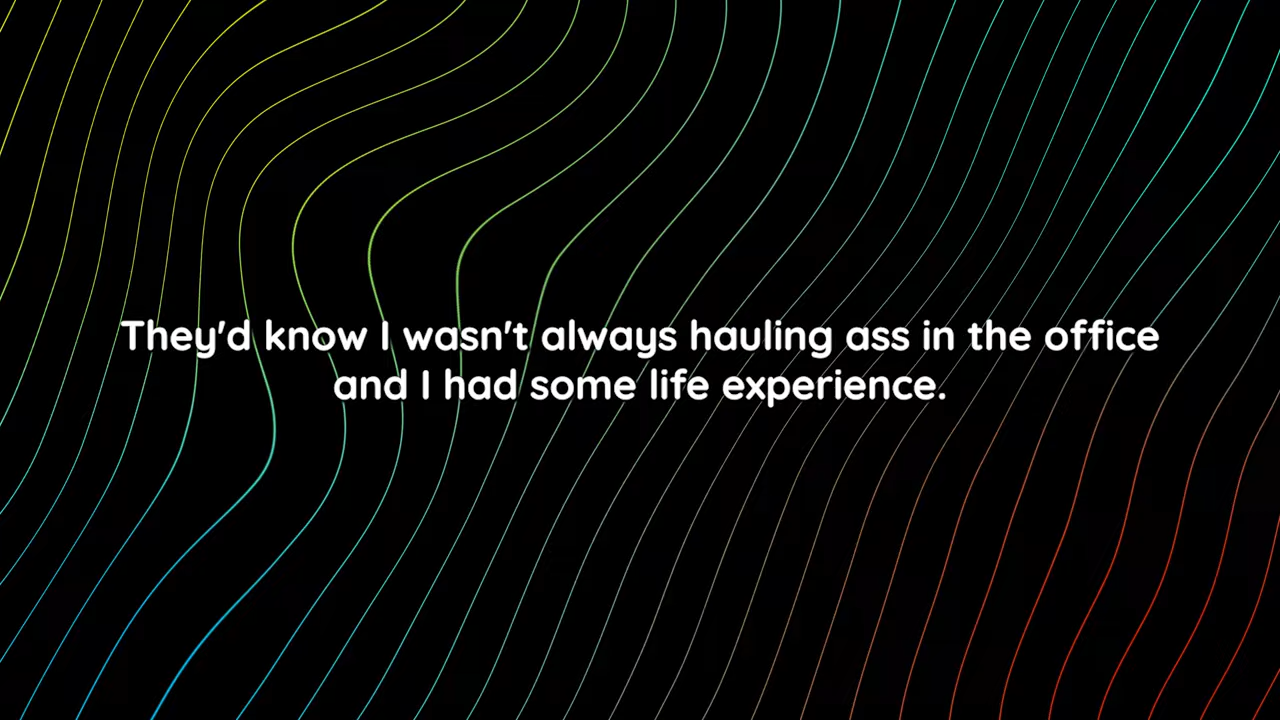 They'd know I wasn't always hauling ass in the office
and I had some life experience.